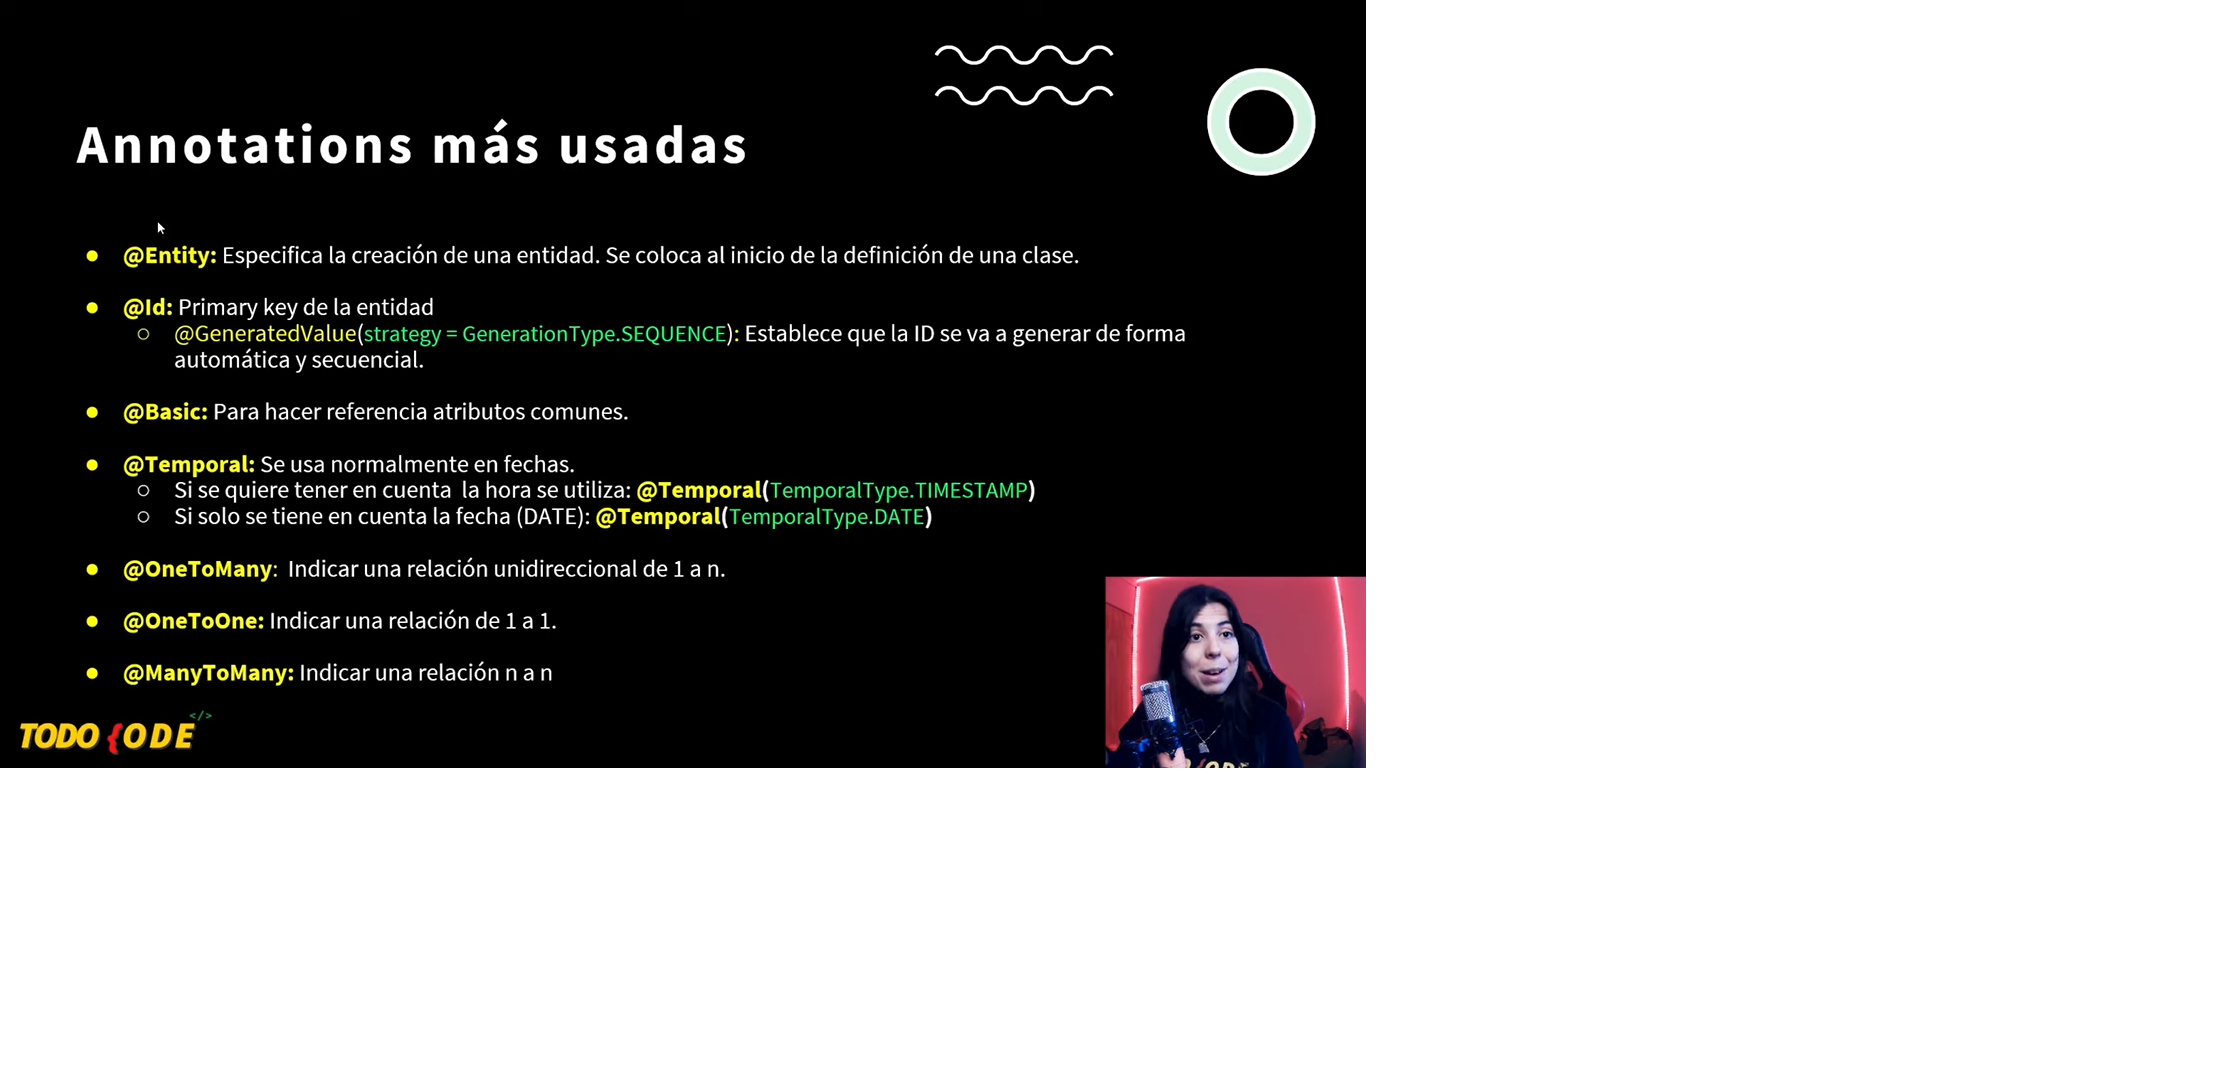 Annotations más usadas
@Entity: Especifica la creación de una entidad. Se coloca al inicio de la definición de una clase.
@Id: Primary key de la entidad
@GeneratedValue(strategy = GenerationType.SEQUENCE): Establece que la ID se va a generar de forma
automática y secuencial.
@Basic: Para hacer referencia atributos comunes.
@Temporal: Se usa normalmente en fechas.
Si se quiere tener en cuenta  la hora se utiliza: @Temporal(TemporalType.TIMESTAMP)
Si solo se tiene en cuenta la fecha (DATE): @Temporal(TemporalType.DATE)
@OneToMany:  Indicar una relación unidireccional de 1 a n.
@OneToOne: Indicar una relación de 1 a 1.
@ManyToMany: Indicar una relación n a n
TODO {ODE </>